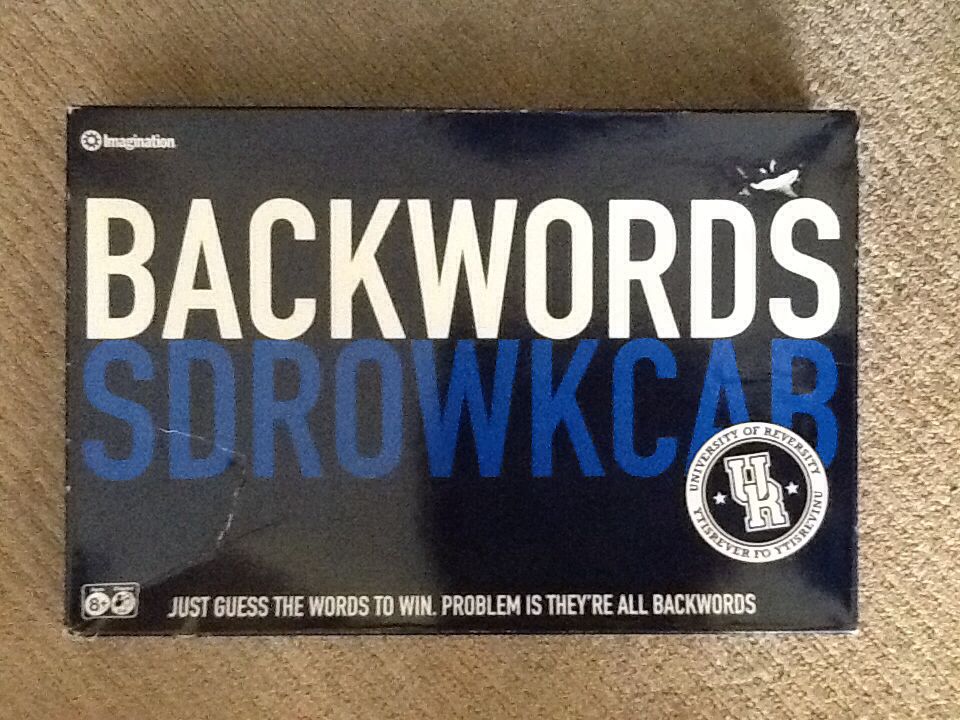 Imagination
BACKWORDS
SDROWKCAB
UNIVERSITY OF REVERSITY
UR
YTISREVER FO YTISREVINU
8+
JUST GUESS THE WORDS TO WIN. PROBLEM IS THEY'RE ALL BACKWORDS